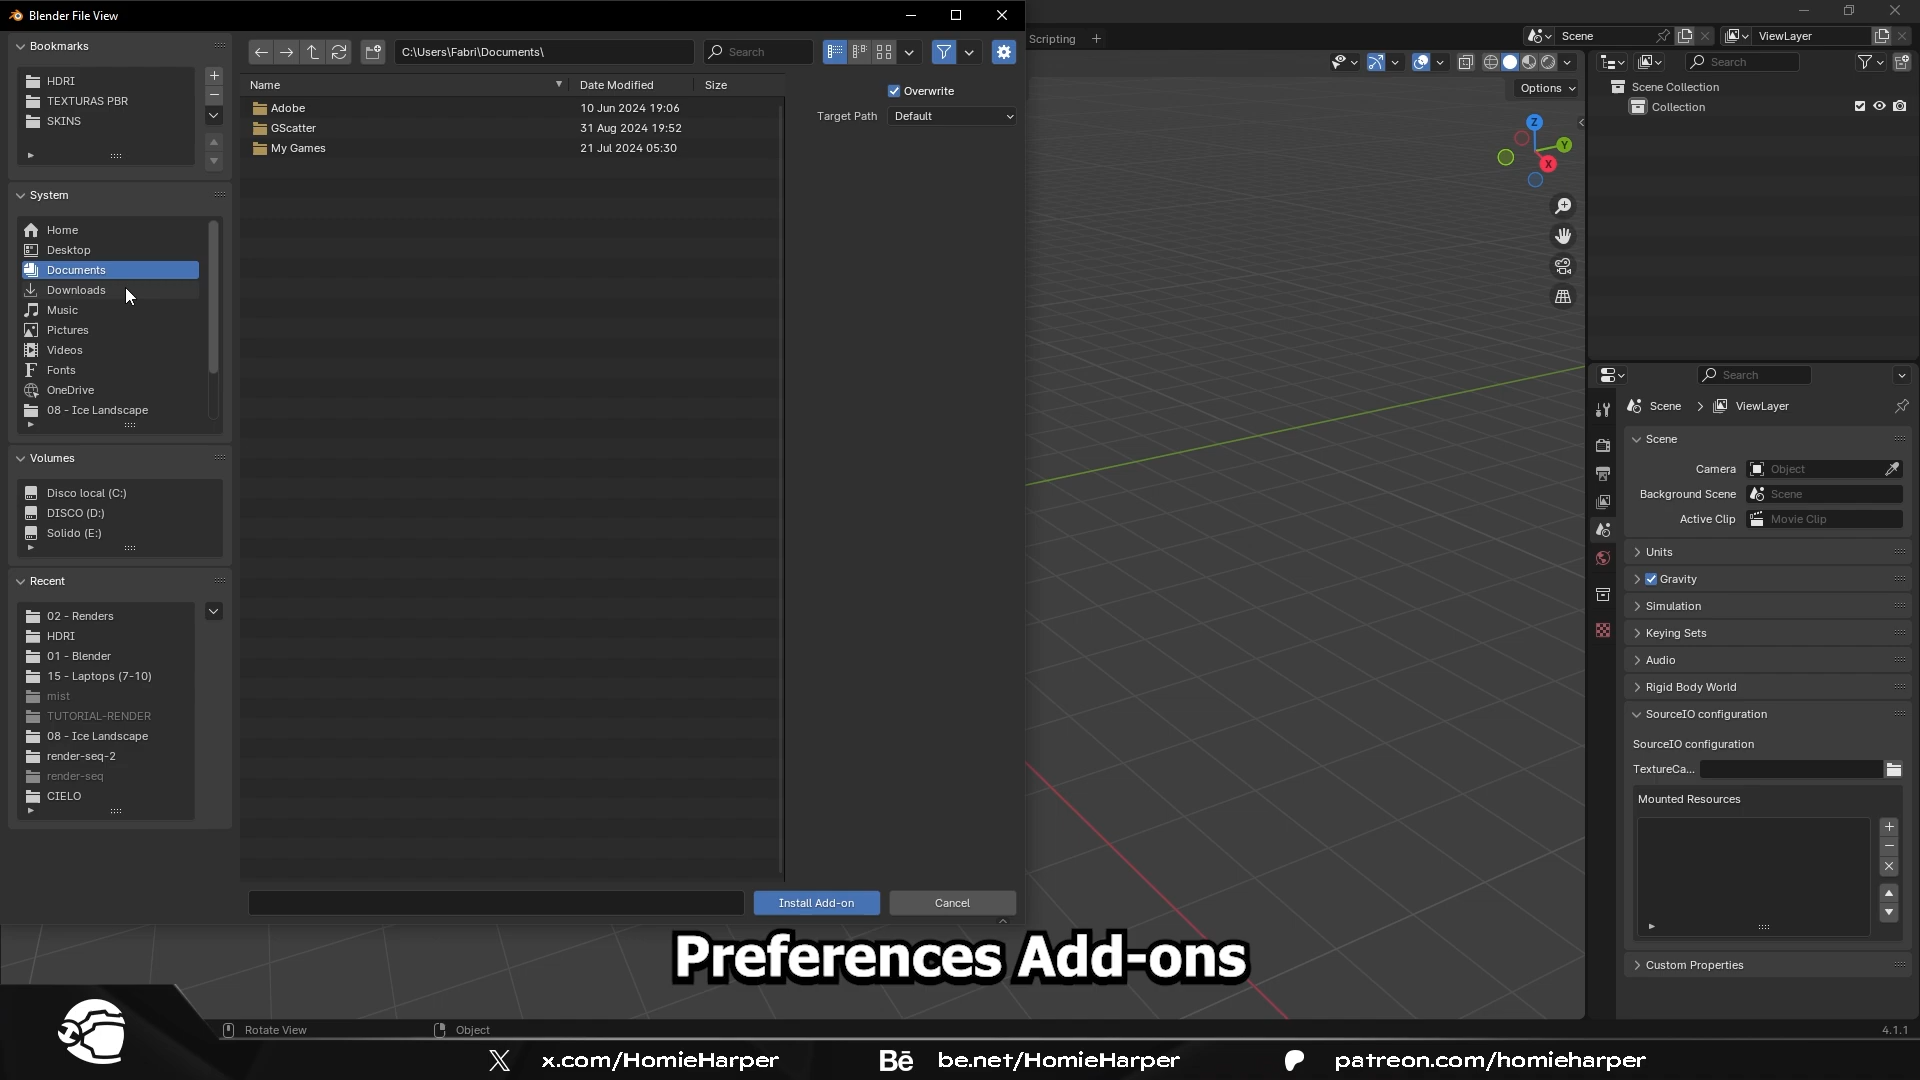 Blender File View
Bookmarks
HDRI
TEXTURAS PBR
SKINS
System
Home
Desktop
Documents
Downloads
Music
Pictures
Videos
Fonts
OneDrive
08 - Ice Landscape
Volumes
Disco local (C:)
DISCO (D:)
Solido (E:)
Recent
02 - Renders
HDRI
01 - Blender
15 - Laptops (7-10)
mist
TUTORIAL-RENDER
08 - Ice Landscape
render-seq-2
render-seq
CIELO
C:\Users\Fabri\Documents\
Search
Name Date Modified Size
Adobe 10 Jun 2024 19:06
GScatter 31 Aug 2024 19:52
My Games 21 Jul 2024 05:30
Overwrite
Target Path Default
Install Add-on Cancel
Scripting +
Scene
ViewLayer
Options
Z
Y
X
Search
Scene Collection
Collection
Search
Scene > ViewLayer
Scene
Camera Object
Background Scene Scene
Active Clip Movie Clip
Units
Gravity
Simulation
Keying Sets
Audio
Rigid Body World
SourceIO configuration
SourceIO configuration
TextureCa...
Mounted Resources
Custom Properties
Preferences Add-ons
Rotate View Object 4.1.1
x.com/HomieHarper Bē be.net/HomieHarper patreon.com/homieharper